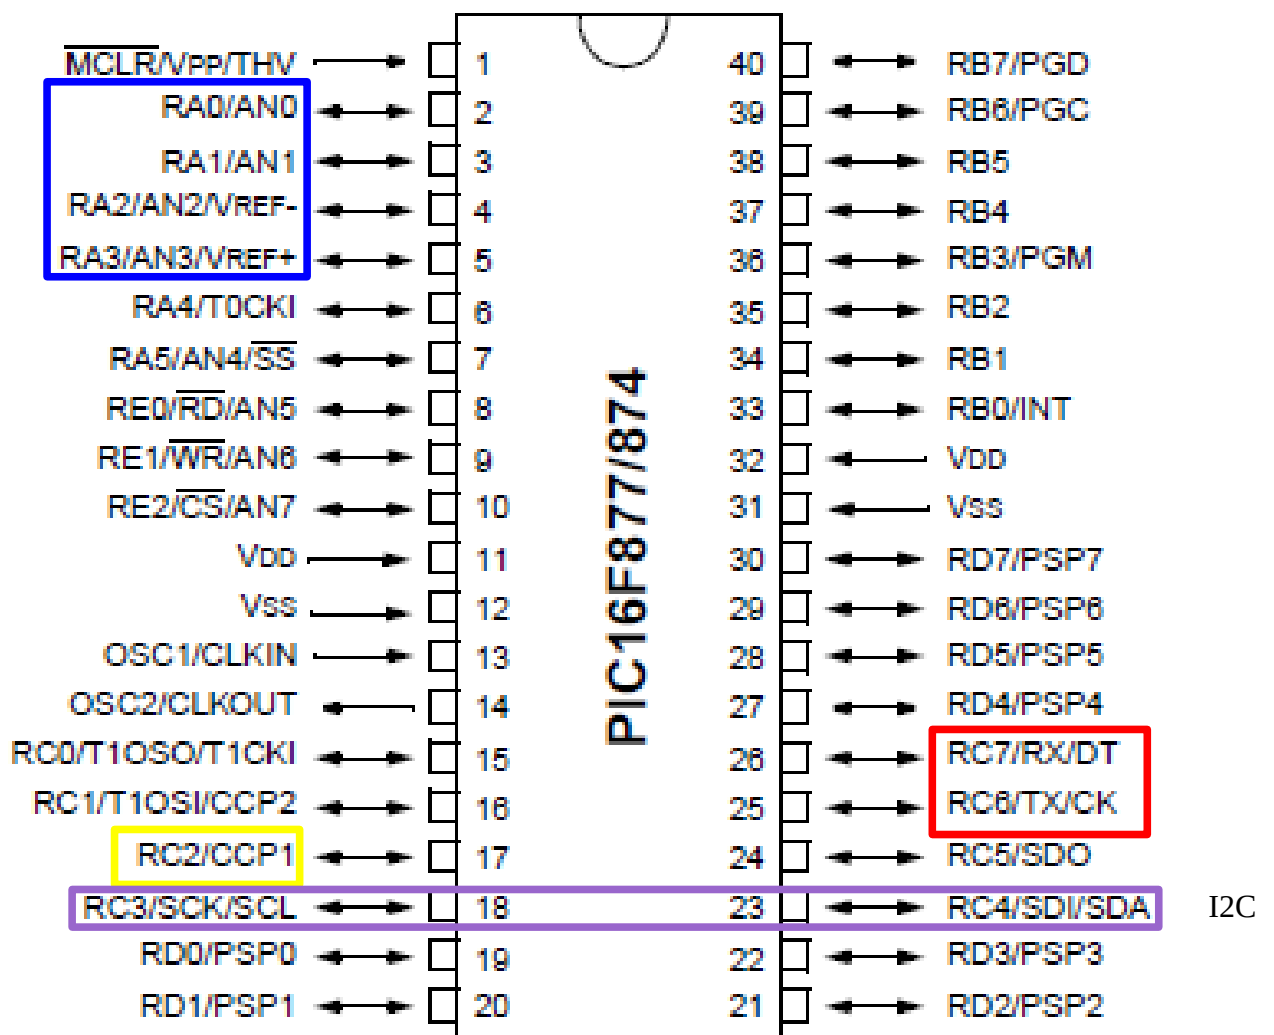 MCLR/VPP/THV 1 40 RB7/PGD
RA0/AN0 2 39 RB6/PGC
RA1/AN1 3 38 RB5
RA2/AN2/VREF- 4 37 RB4
RA3/AN3/VREF+ 5 36 RB3/PGM
RA4/T0CKI 6 35 RB2
RA5/AN4/SS 7 34 RB1
RE0/RD/AN5 8 33 RB0/INT
RE1/WR/AN6 9 32 VDD
RE2/CS/AN7 10 31 VSS
VDD 11 30 RD7/PSP7
VSS 12 29 RD6/PSP6
OSC1/CLKIN 13 28 RD5/PSP5
OSC2/CLKOUT 14 27 RD4/PSP4
RC0/T1OSO/T1CKI 15 26 RC7/RX/DT
RC1/T1OSI/CCP2 16 25 RC6/TX/CK
RC2/CCP1 17 24 RC5/SDO
RC3/SCK/SCL 18 23 RC4/SDI/SDA I2C
RD0/PSP0 19 22 RD3/PSP3
RD1/PSP1 20 21 RD2/PSP2
PIC16F877/874